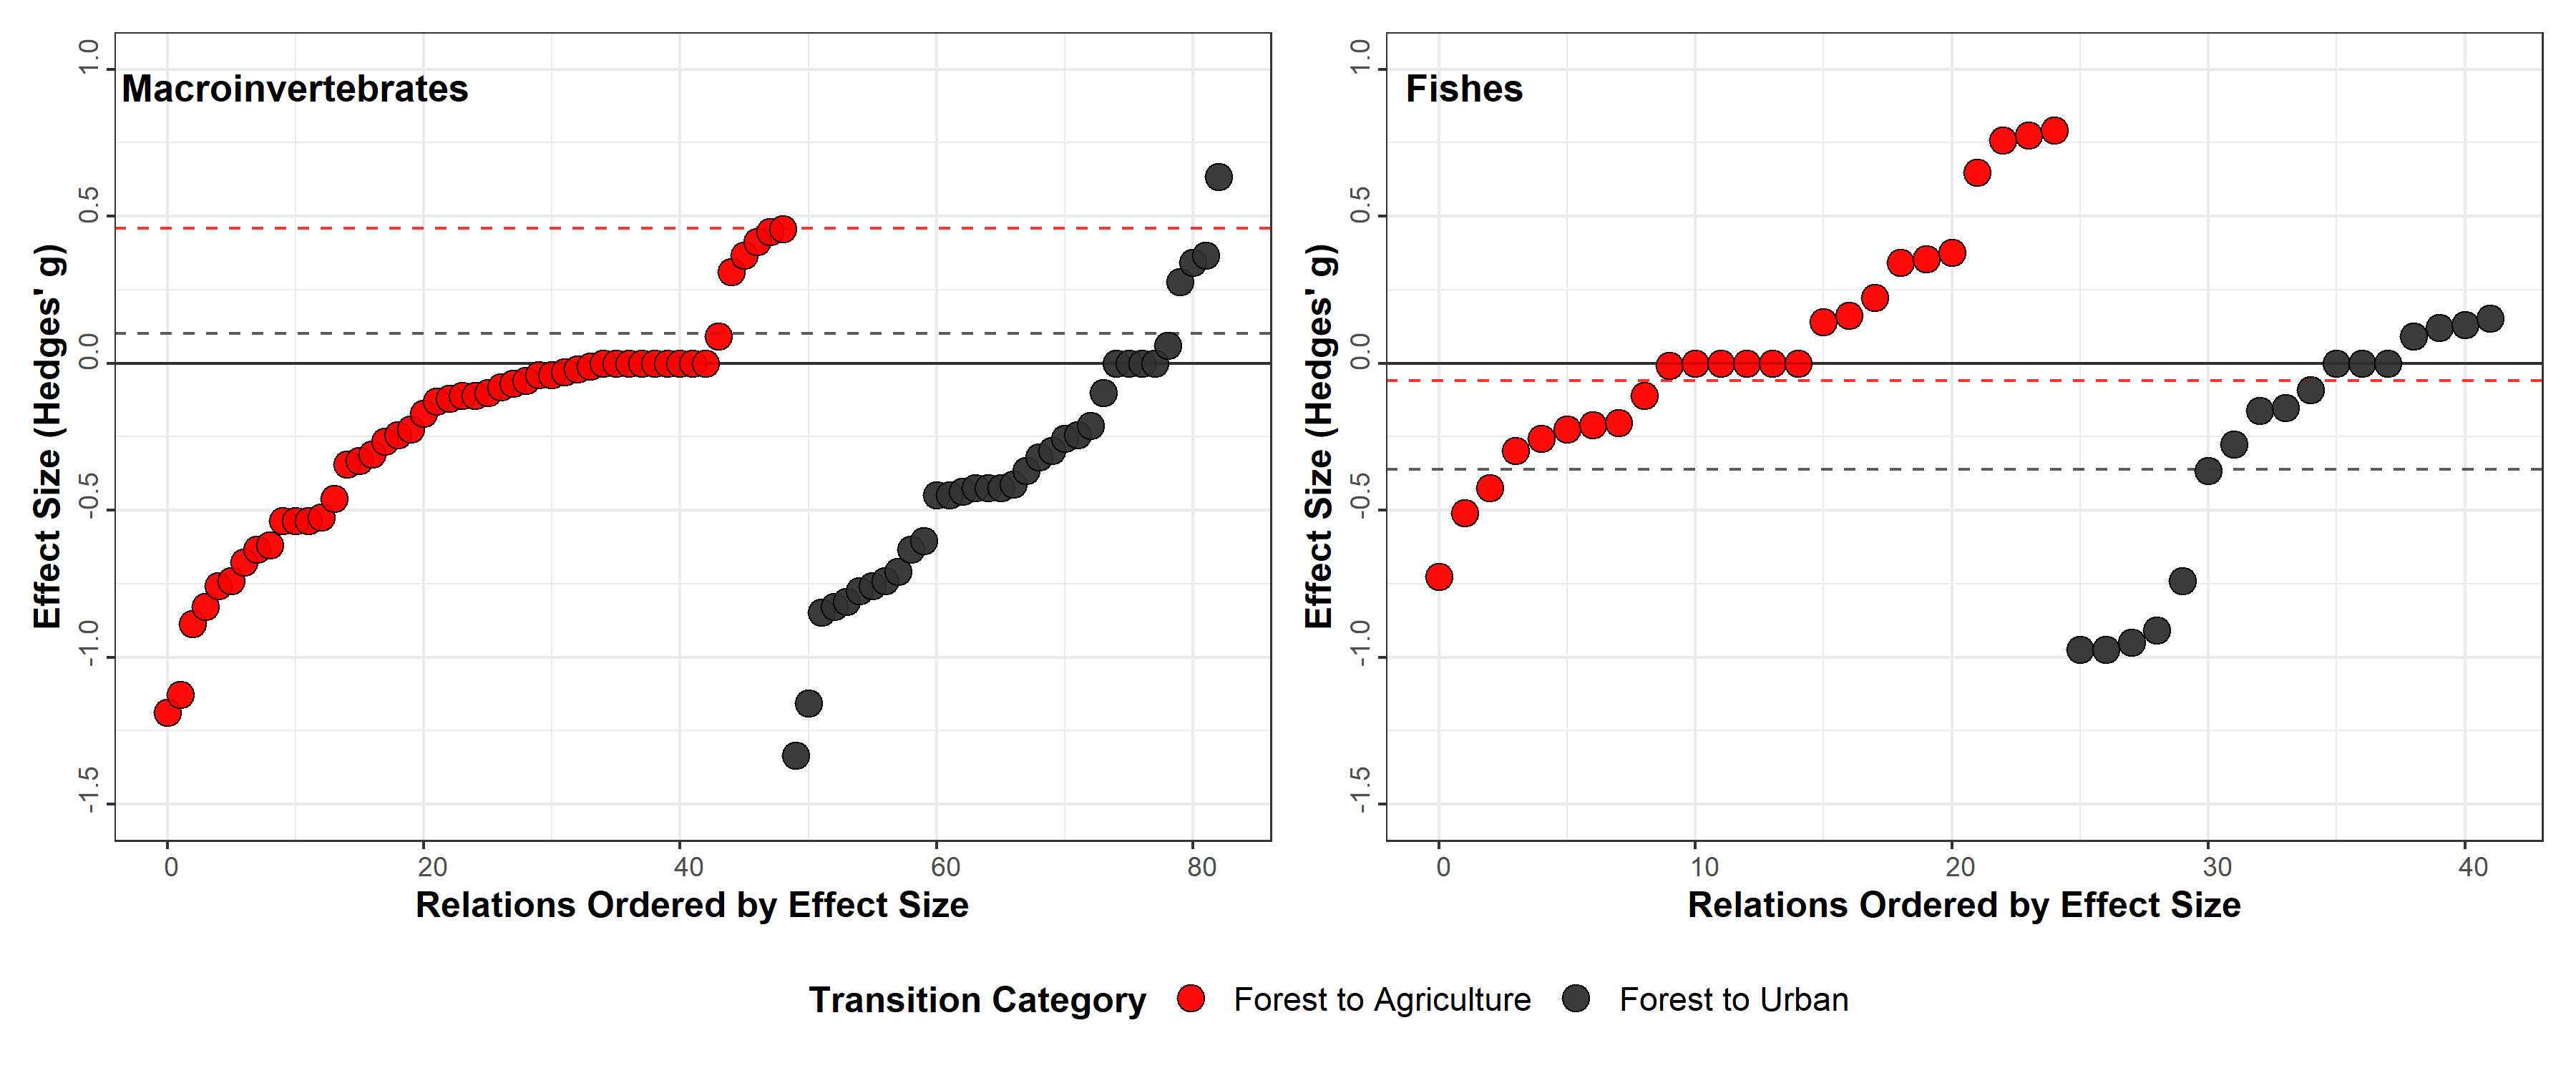 Macroinvertebrates
Effect Size (Hedges' g)
1.0
0.5
0.0
-0.5
-1.0
-1.5
0 20 40 60 80
Relations Ordered by Effect Size
Fishes
Effect Size (Hedges' g)
1.0
0.5
0.0
-0.5
-1.0
-1.5
0 10 20 30 40
Relations Ordered by Effect Size
Transition Category Forest to Agriculture Forest to Urban